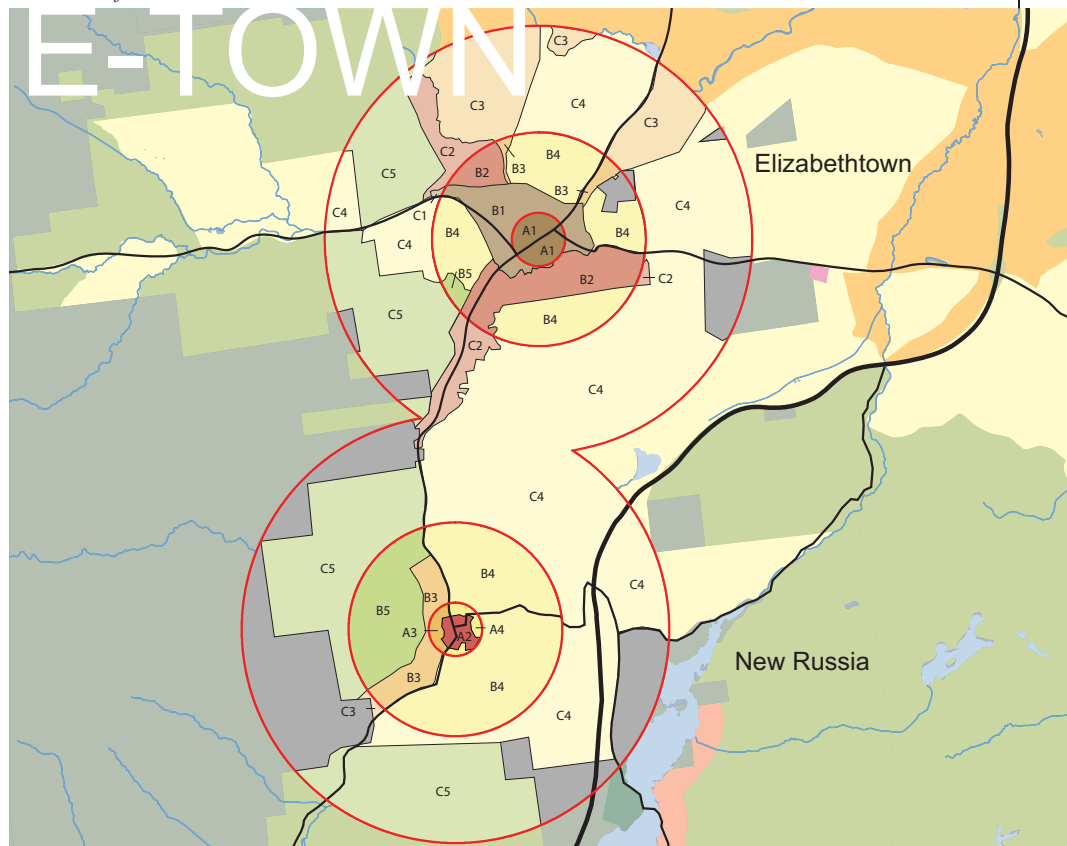 E-TOWN
C3
C3
C4
C3
Elizabethtown
C2
B3
B4
C5
B2
B3
C4
C1
B1
C4
C4
B4
A1
B4
A1
B5
B2
C2
C5
B4
C2
C4
C4
C5
B4
C4
B5
B3
A3
A2
A4
New Russia
B3
B4
C3
C4
C5